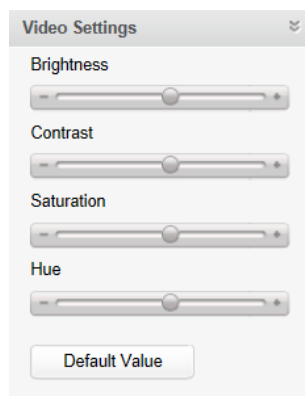 Video Settings
Brightness
Contrast
Saturation
Hue
Default Value